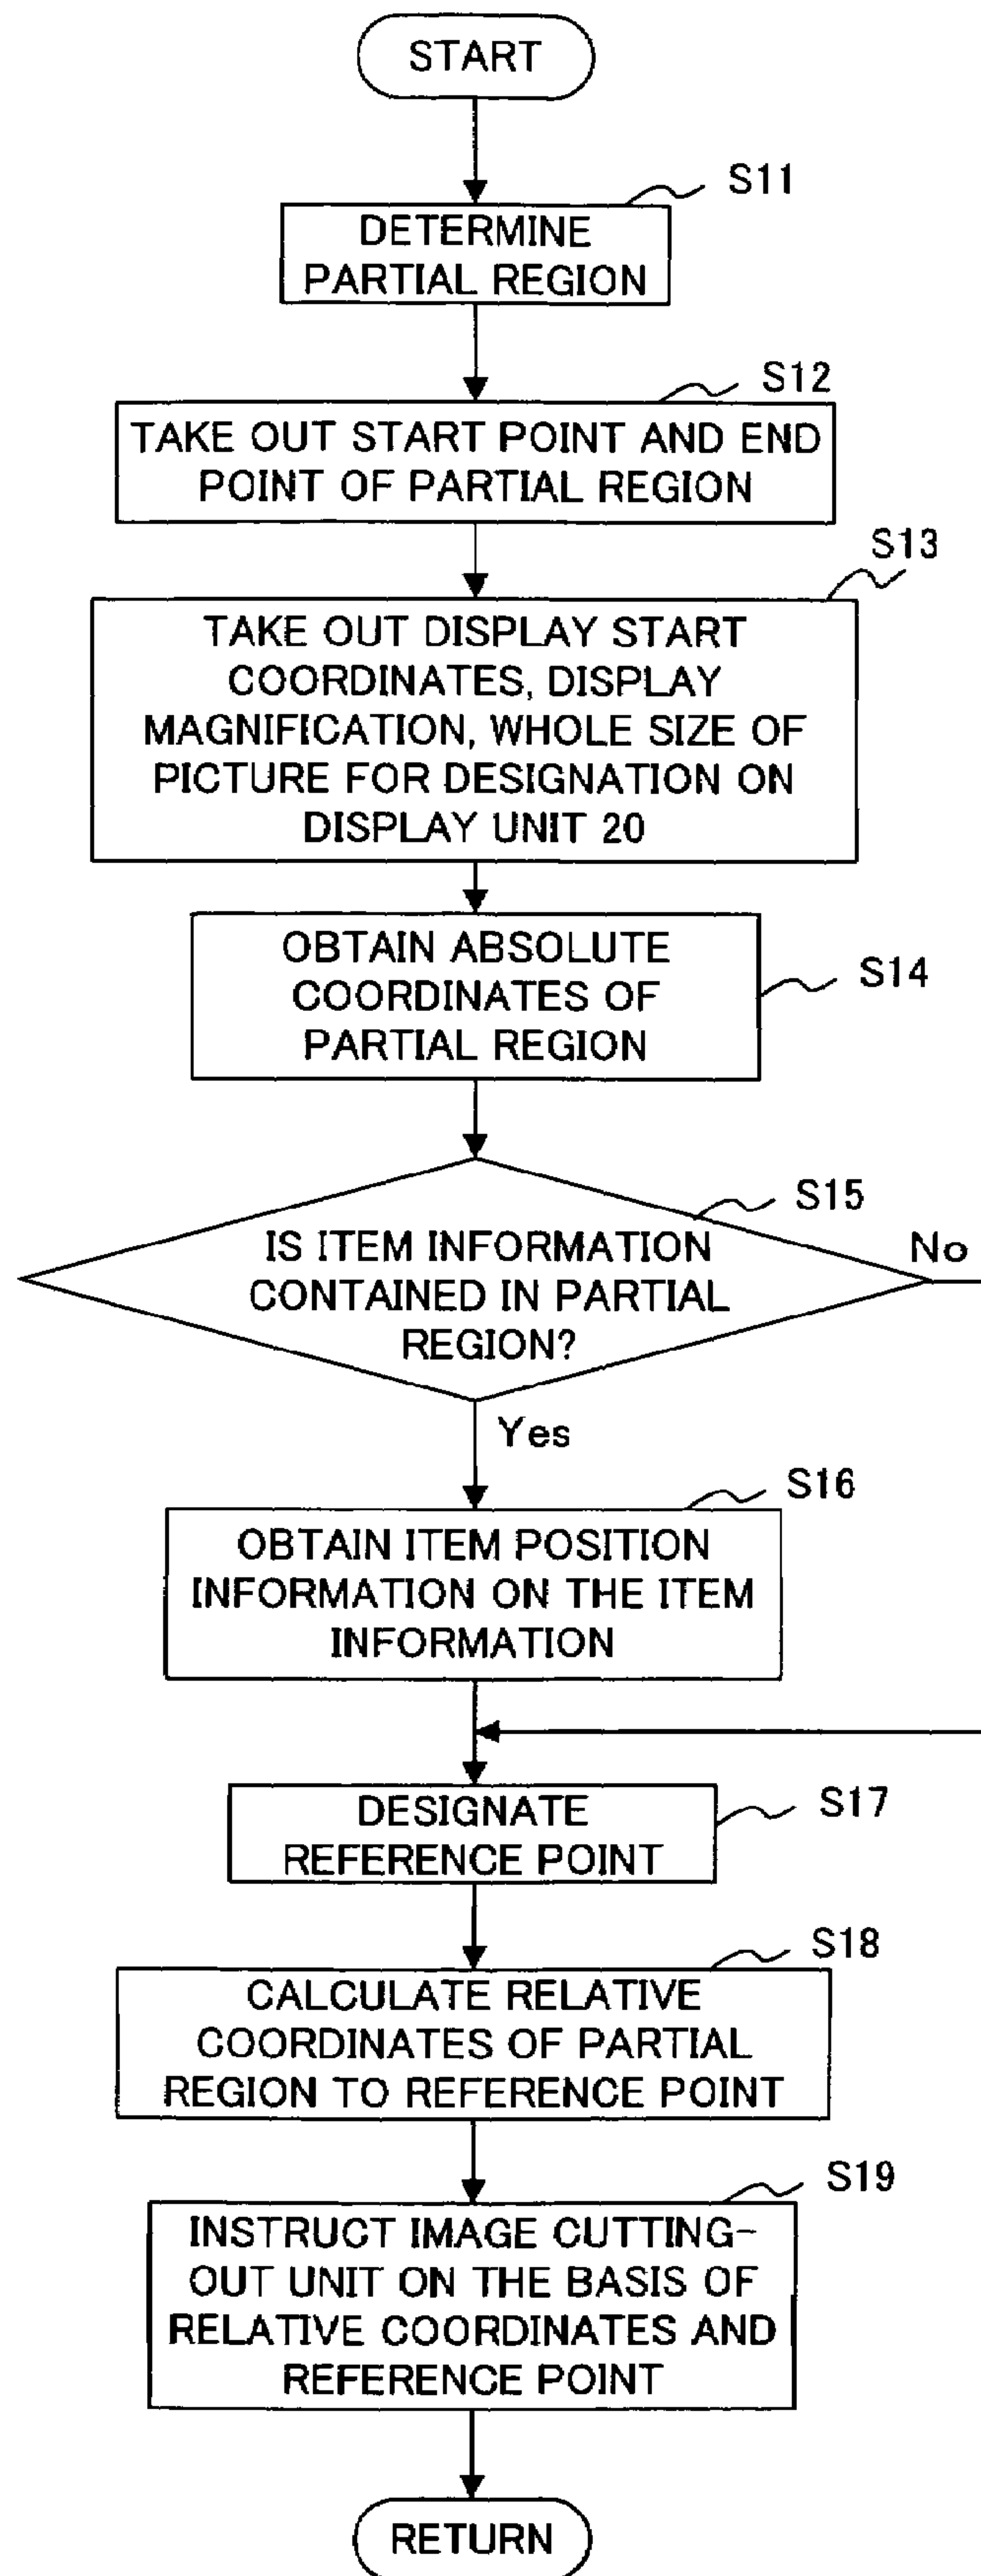 START
S11
DETERMINE
PARTIAL REGION
S12
TAKE OUT START POINT AND END
POINT OF PARTIAL REGION
S13
TAKE OUT DISPLAY START
COORDINATES, DISPLAY
MAGNIFICATION, WHOLE SIZE OF
PICTURE FOR DESIGNATION ON
DISPLAY UNIT 20
OBTAIN ABSOLUTE
COORDINATES OF
PARTIAL REGION
S14
S15
IS ITEM INFORMATION
CONTAINED IN PARTIAL
REGION?
No
Yes
S16
OBTAIN ITEM POSITION
INFORMATION ON THE ITEM
INFORMATION
DESIGNATE
REFERENCE POINT
S17
S18
CALCULATE RELATIVE
COORDINATES OF PARTIAL
REGION TO REFERENCE POINT
S19
INSTRUCT IMAGE CUTTING-
OUT UNIT ON THE BASIS OF
RELATIVE COORDINATES AND
REFERENCE POINT
RETURN